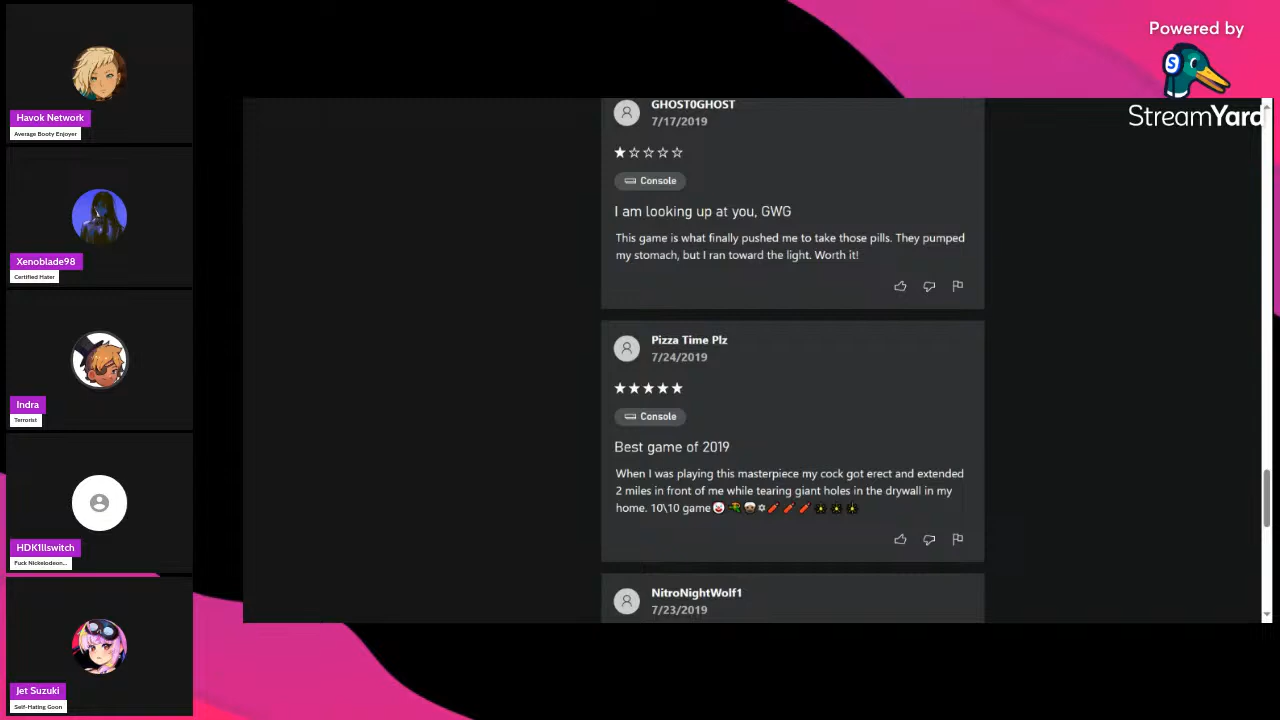 Powered by
StreamYard
Havok Network
Average Booty Enjoyer
Xenoblade98
Certified Hater
Indra
Terrorist
HDK1llswitch
Fuck Nickelodeon...
Jet Suzuki
Self-Hating Goon
GHOST0GHOST
7/17/2019
Console
I am looking up at you, GWG
This game is what finally pushed me to take those pills. They pumped
my stomach, but I ran toward the light. Worth it!
Pizza Time Plz
7/24/2019
Console
Best game of 2019
When I was playing this masterpiece my cock got erect and extended
2 miles in front of me while tearing giant holes in the drywall in my
home. 10\10 game
NitroNightWolf1
7/23/2019